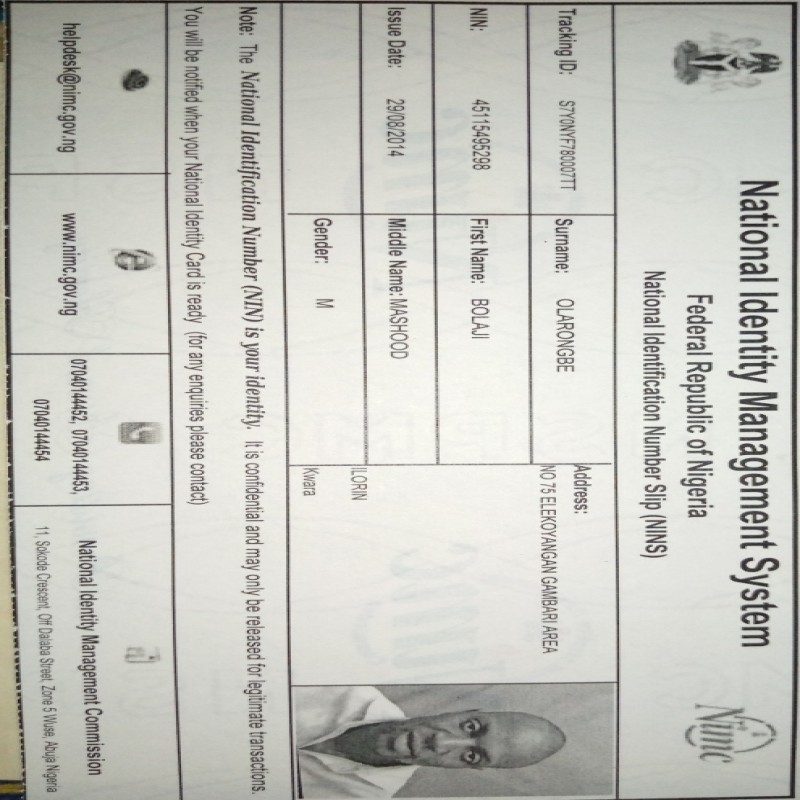 National Identity Management System
Federal Republic of Nigeria
National Identification Number Slip (NINS)
Nimc
Tracking ID: S7Y0NYF780007TT
Surname: OLARONGBE
Address:
NO 75 ELEKOYANGAN GAMBARI AREA
NIN: 45115495298
First Name: BOLAJI
Issue Date: 29/08/2014
Middle Name: MASHOOD
ILORIN
Gender: M
Kwara
Note: The National Identification Number (NIN) is your identity. It is confidential and may only be released for legitimate transactions.
You will be notified when your National Identity Card is ready (for any enquiries please contact)
helpdesk@nimc.gov.ng
www.nimc.gov.ng
07040144452, 07040144453,
07040144454
National Identity Management Commission
11, Sokode Crescent, Off Dalaba Street, Zone 5 Wuse, Abuja Nigeria